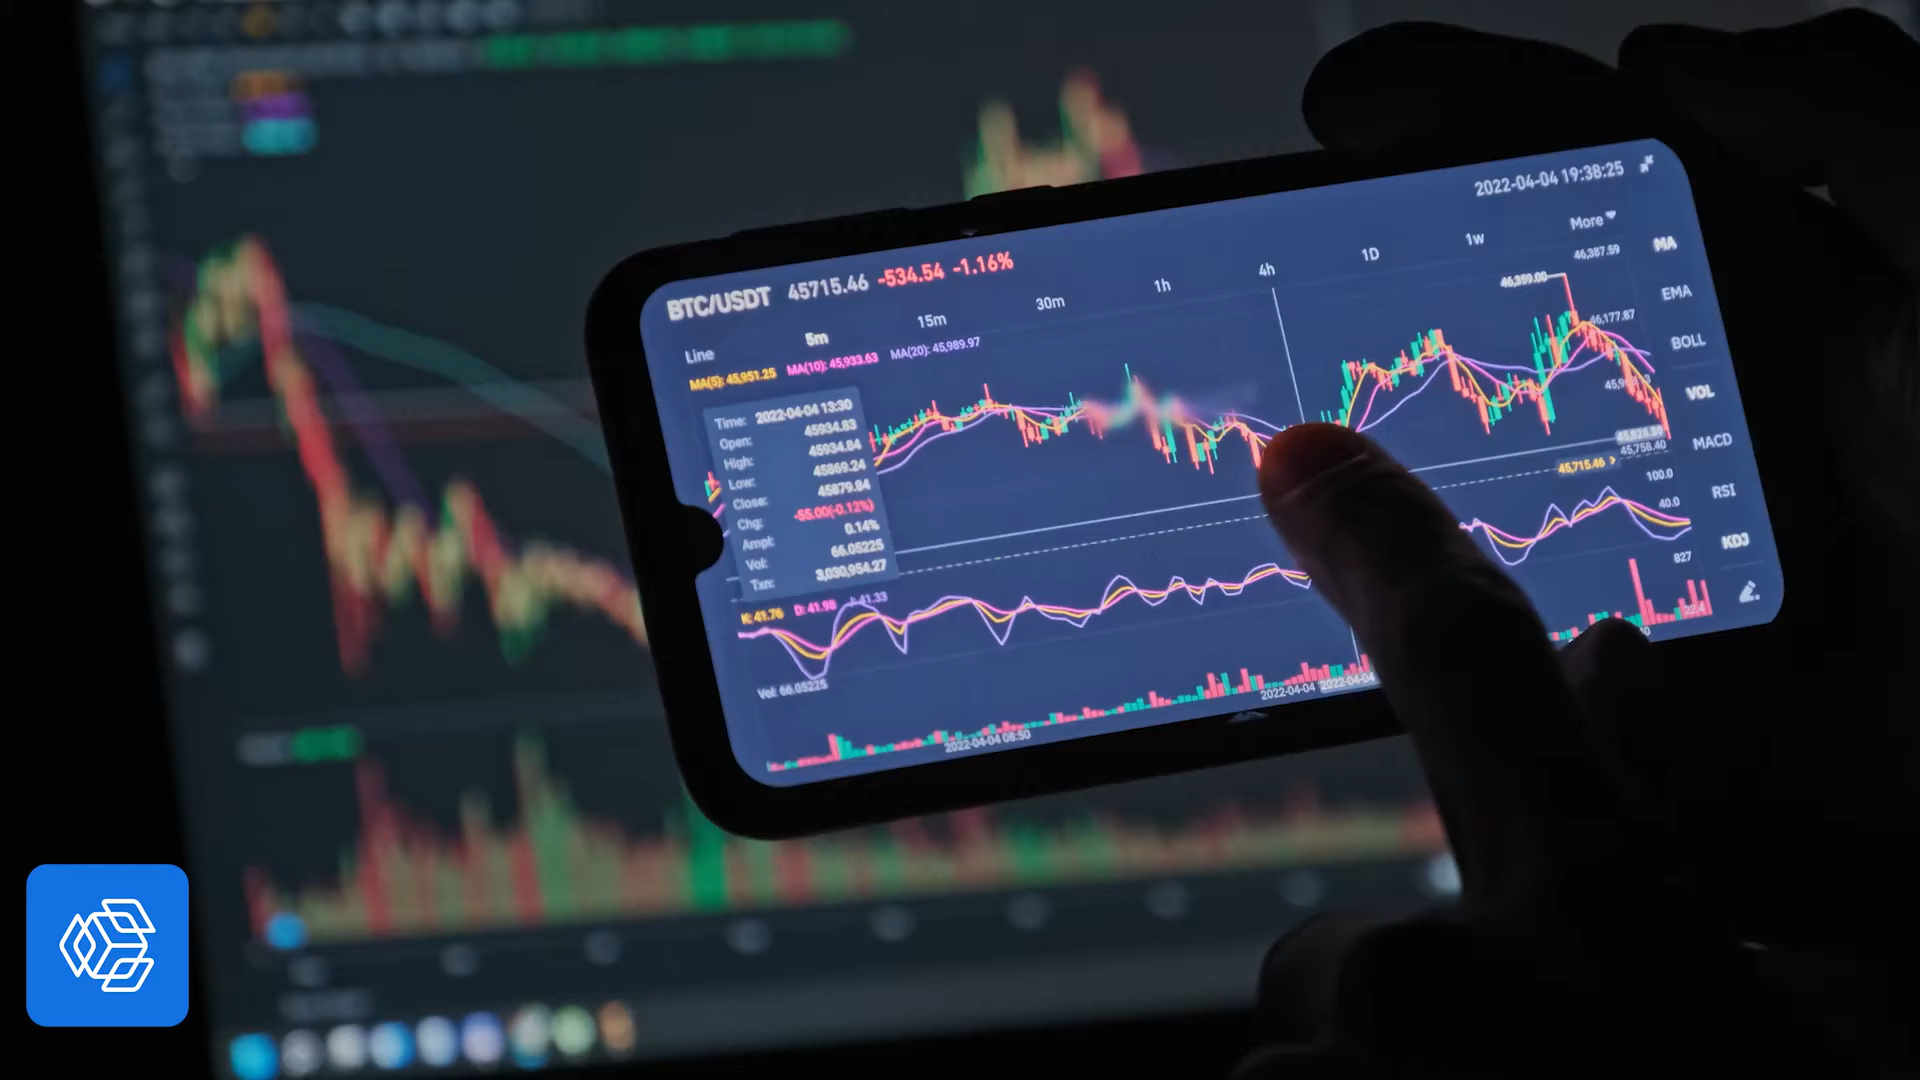 2022-04-04 19:38:25
BTC/USDT 45715.46 -534.54 -1.16%
Line 5m 15m 30m 1h 4h 1D 1w More
MA(5): 45,951.25 MA(10): 45,933.63 MA(20): 45,989.97
Time: 2022-04-04 13:30
Open: 45934.83
High: 45934.84
Low: 45869.24
Close: 45879.84
Chg: -55.00(-0.12%)
Ampl: 0.14%
Vol: 66.05225
Txn: 3,030,954.27
46,387.59
46,359.00
46,177.87
45,758.40
45,715.46
MA
EMA
BOLL
VOL
MACD
RSI
KDJ
K: 41.76 D: 41.98 41.33
100.0
40.0
827
22.4
Vol: 66.05225
2022-04-04 08:50
2022-04-04
2022-04-04